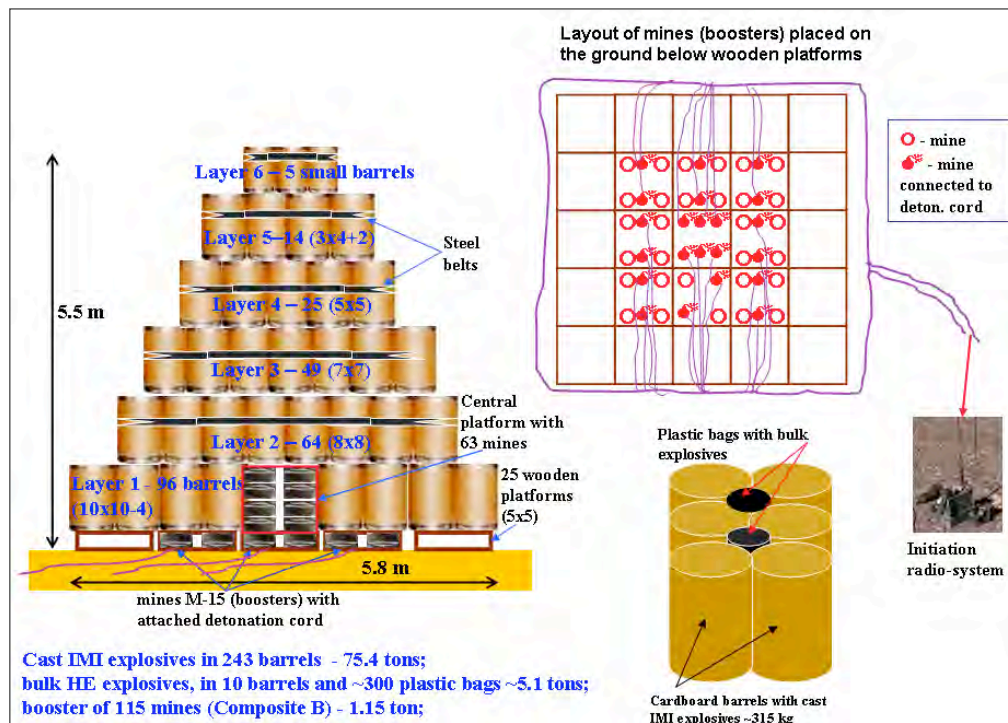 Layout of mines (boosters) placed on
the ground below wooden platforms
- mine
- mine
connected to
deton. cord
Layer 6 – 5 small barrels
Layer 5–14 (3x4+2)
Steel
belts
Layer 4 – 25 (5x5)
5.5 m
Layer 3 – 49 (7x7)
Central
platform with
63 mines
Layer 2 – 64 (8x8)
Layer 1 - 96 barrels
(10x10-4)
25 wooden
platforms
(5x5)
5.8 m
mines M-15 (boosters) with
attached detonation cord
Plastic bags with bulk
explosives
Initiation
radio-system
Cardboard barrels with cast
IMI explosives ~315 kg
Cast IMI explosives in 243 barrels - 75.4 tons;
bulk HE explosives, in 10 barrels and ~300 plastic bags ~5.1 tons;
booster of 115 mines (Composite B) - 1.15 ton;